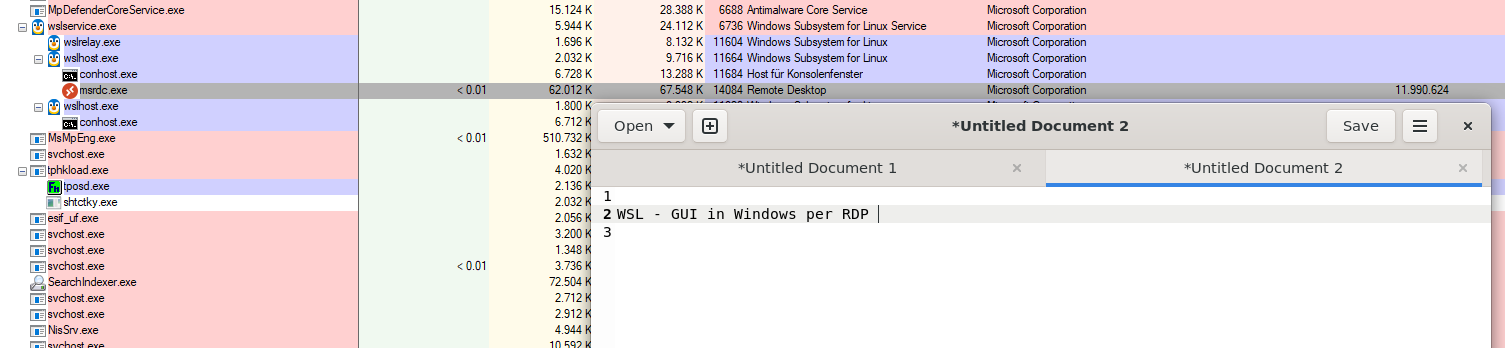 MpDefenderCoreService.exe 15.124 K 28.388 K 6688 Antimalware Core Service Microsoft Corporation
wslservice.exe 5.944 K 24.112 K 6736 Windows Subsystem for Linux Service Microsoft Corporation
wslrelay.exe 1.696 K 8.132 K 11604 Windows Subsystem for Linux Microsoft Corporation
wslhost.exe 2.032 K 9.716 K 11664 Windows Subsystem for Linux Microsoft Corporation
conhost.exe 6.728 K 13.288 K 11684 Host für Konsolenfenster Microsoft Corporation
msrdc.exe < 0.01 62.012 K 67.548 K 14084 Remote Desktop Microsoft Corporation 11.990.624
wslhost.exe 1.800 K
conhost.exe 6.712 K
MsMpEng.exe < 0.01 510.732 K
svchost.exe 1.632 K
tphkload.exe 4.020 K
tposd.exe 2.136 K
shtctky.exe 2.032 K
esif_uf.exe 2.056 K
svchost.exe 3.200 K
svchost.exe 1.348 K
svchost.exe < 0.01 3.736 K
SearchIndexer.exe 72.504 K
svchost.exe 2.712 K
svchost.exe 2.912 K
NisSrv.exe 4.944 K
svchost.exe 10.592 K
Open *Untitled Document 2 Save
*Untitled Document 1 *Untitled Document 2
1
2 WSL - GUI in Windows per RDP
3